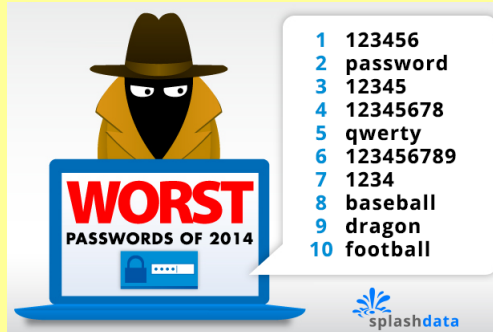 WORST
PASSWORDS OF 2014
1 123456
2 password
3 12345
4 12345678
5 qwerty
6 123456789
7 1234
8 baseball
9 dragon
10 football
splashdata